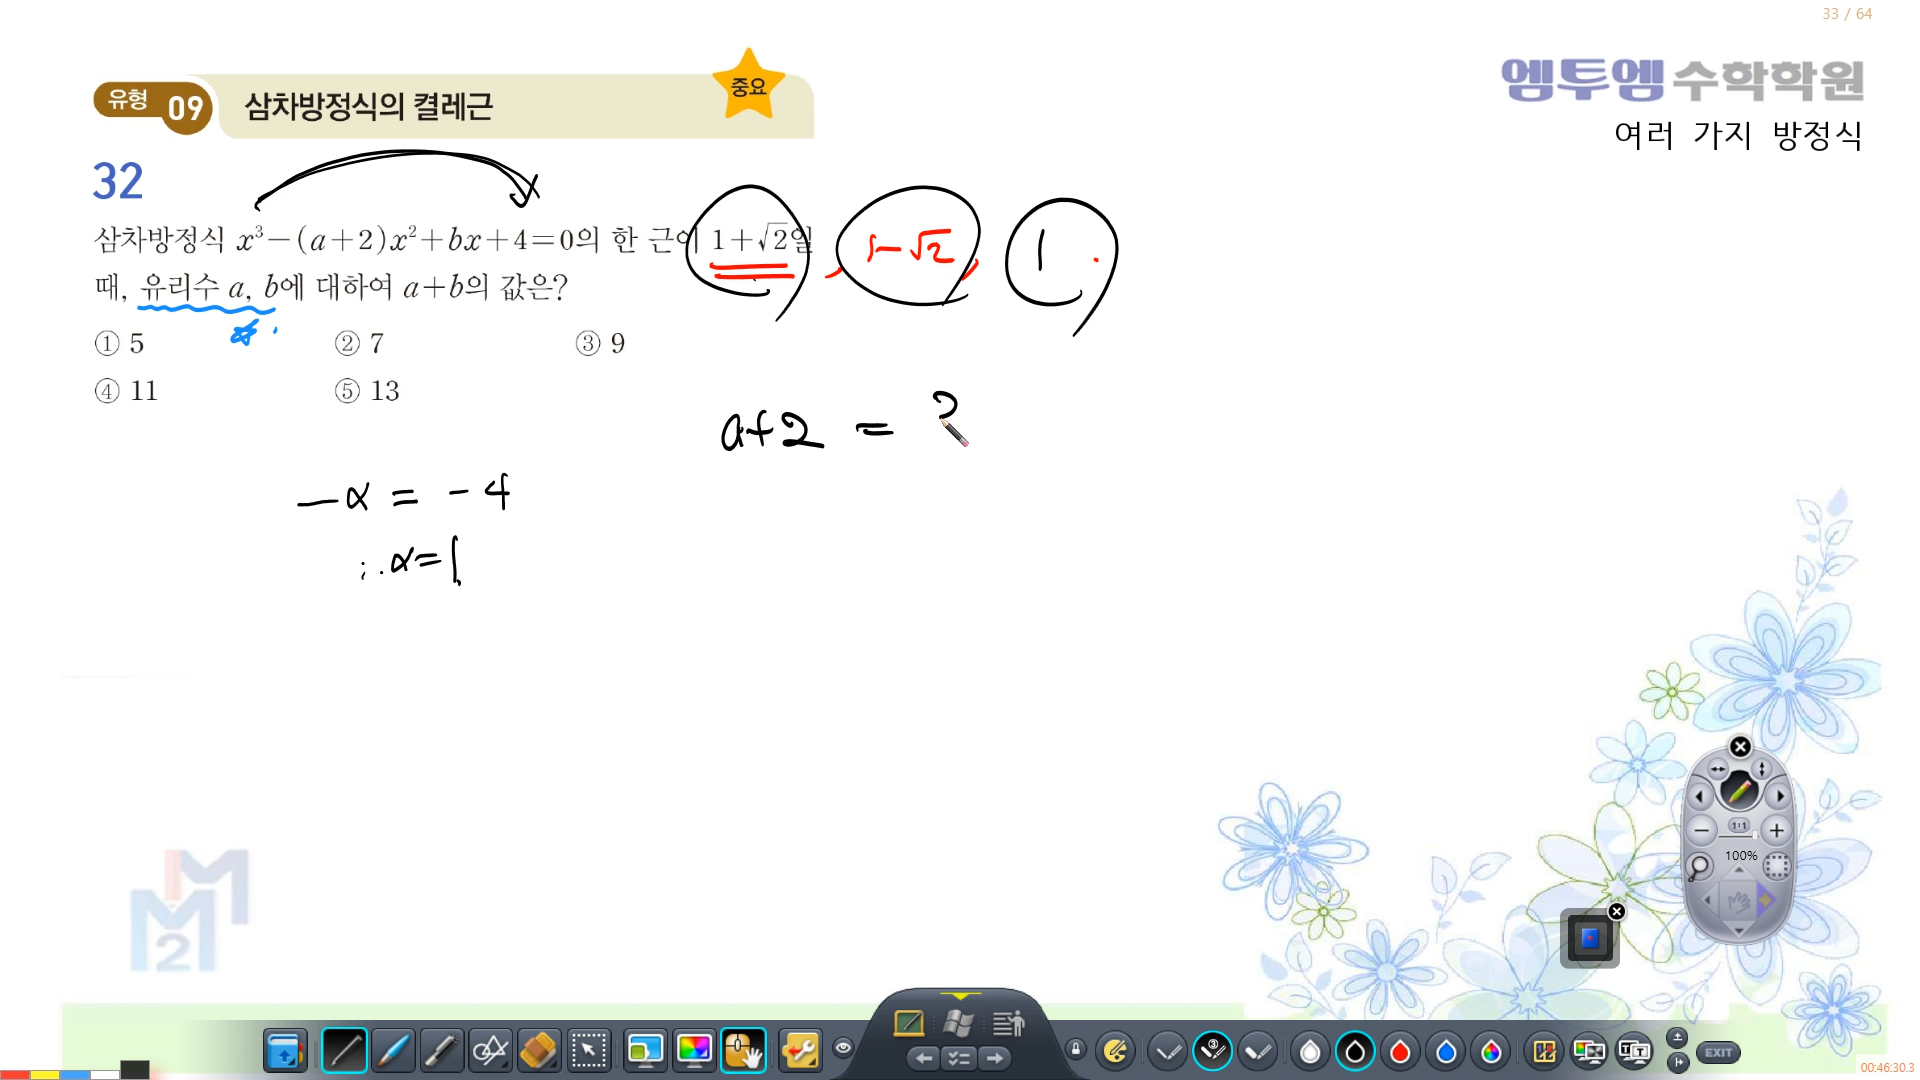 33 / 64
엠투엠수학학원
여러 가지 방정식
유형 09 삼차방정식의 켤레근 중요
32
삼차방정식 x³−(a+2)x²+bx+4=0의 한 근이 1+√2일
때, 유리수 a, b에 대하여 a+b의 값은?
① 5 ② 7 ③ 9
④ 11 ⑤ 13
, 1−√2, 1
a+2 =
−α = −4
∴ α=1
M2M
1:1
100%
EXIT
00:46:30.3